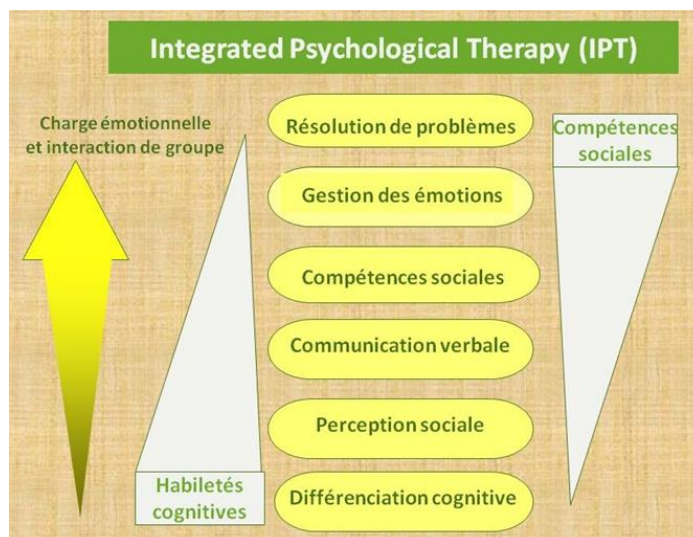 Integrated Psychological Therapy (IPT)
Charge émotionnelle
et interaction de groupe
Résolution de problèmes
Compétences
sociales
Gestion des émotions
Compétences sociales
Communication verbale
Perception sociale
Habiletés
cognitives
Différenciation cognitive